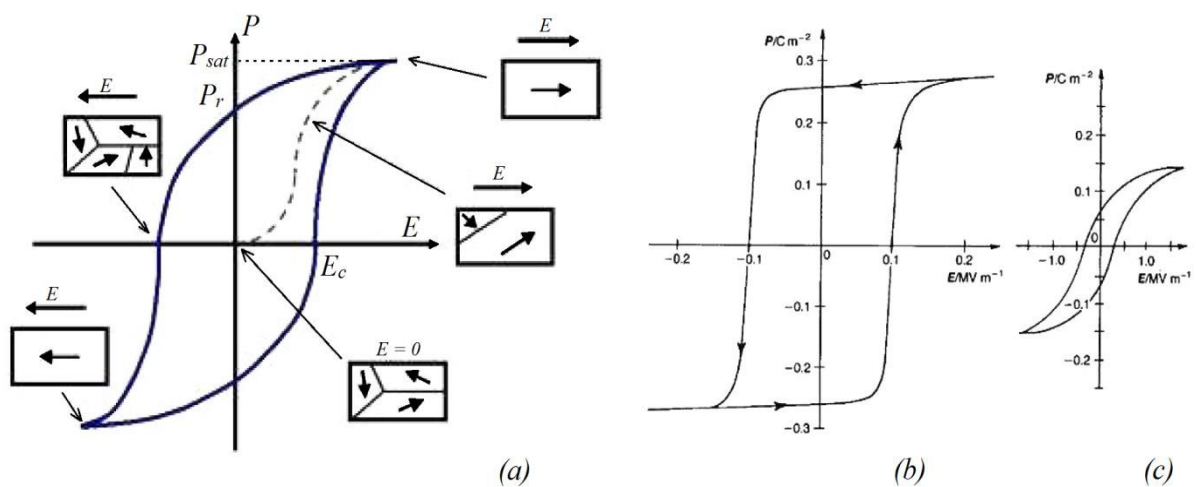 P
E
P_sat
P_r
E
E
E
E_c
E
E = 0
(a)
P/C m⁻²
0.3
0.2
0.1
-0.2
-0.1
0
0.1
0.2
E/MV m⁻¹
-0.1
-0.2
-0.3
(b)
P/C m⁻²
0.2
0.1
0
-1.0
1.0
E/MV m⁻¹
-0.1
-0.2
(c)